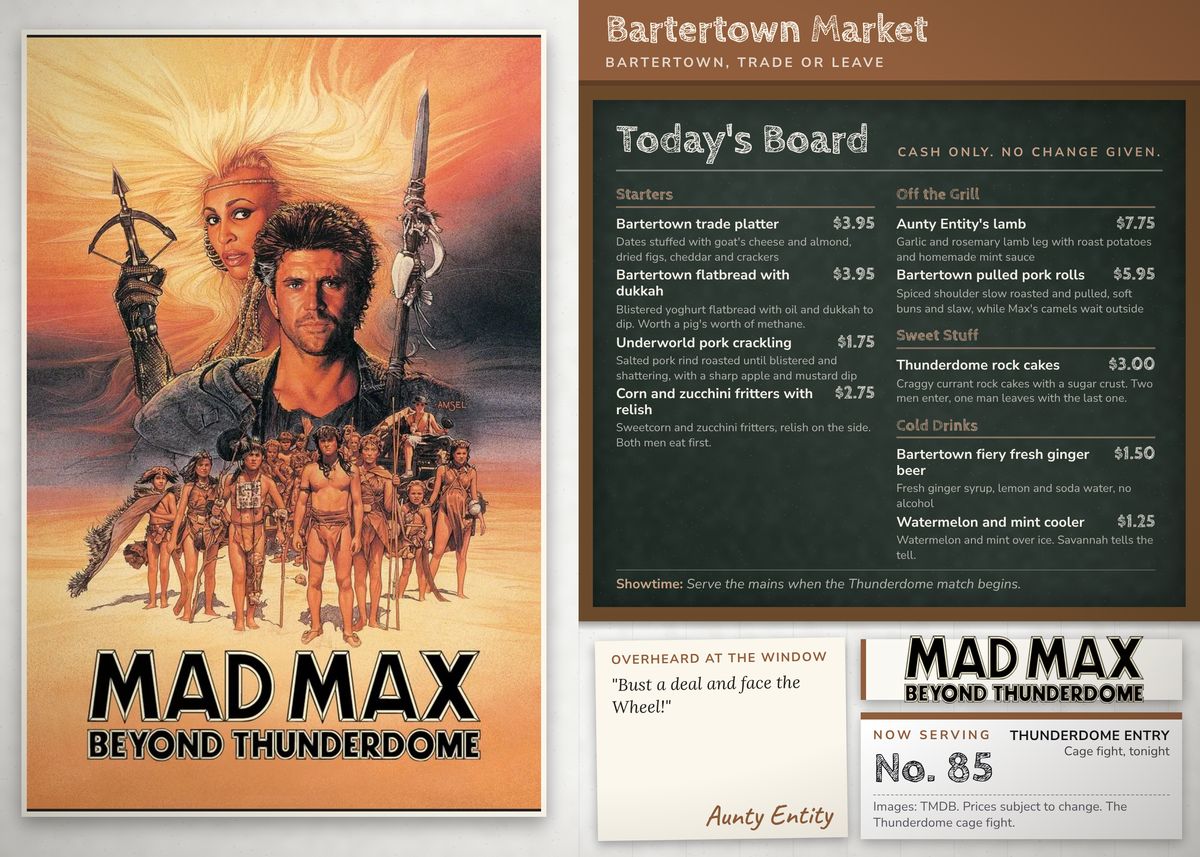 AMSEL
MAD MAX
BEYOND THUNDERDOME
Bartertown Market
BARTERTOWN, TRADE OR LEAVE
Today's Board
CASH ONLY. NO CHANGE GIVEN.
Starters
Bartertown trade platter $3.95
Dates stuffed with goat's cheese and almond,
dried figs, cheddar and crackers
Bartertown flatbread with $3.95
dukkah
Blistered yoghurt flatbread with oil and dukkah to
dip. Worth a pig's worth of methane.
Underworld pork crackling $1.75
Salted pork rind roasted until blistered and
shattering, with a sharp apple and mustard dip
Corn and zucchini fritters with $2.75
relish
Sweetcorn and zucchini fritters, relish on the side.
Both men eat first.
Off the Grill
Aunty Entity's lamb $7.75
Garlic and rosemary lamb leg with roast potatoes
and homemade mint sauce
Bartertown pulled pork rolls $5.95
Spiced shoulder slow roasted and pulled, soft
buns and slaw, while Max's camels wait outside
Sweet Stuff
Thunderdome rock cakes $3.00
Craggy currant rock cakes with a sugar crust. Two
men enter, one man leaves with the last one.
Cold Drinks
Bartertown fiery fresh ginger $1.50
beer
Fresh ginger syrup, lemon and soda water, no
alcohol
Watermelon and mint cooler $1.25
Watermelon and mint over ice. Savannah tells the
tell.
Showtime: Serve the mains when the Thunderdome match begins.
OVERHEARD AT THE WINDOW
"Bust a deal and face the
Wheel!"
Aunty Entity
MAD MAX
BEYOND THUNDERDOME
NOW SERVING
No. 85
THUNDERDOME ENTRY
Cage fight, tonight
Images: TMDB. Prices subject to change. The
Thunderdome cage fight.